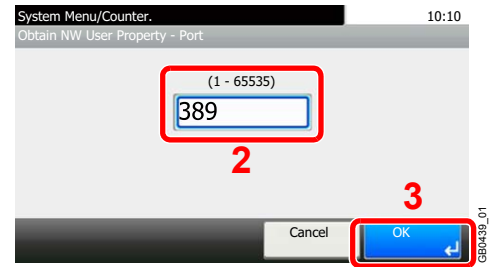 System Menu/Counter. 10:10
Obtain NW User Property - Port
(1 - 65535)
389
2
3
Cancel OK
GB0439_01